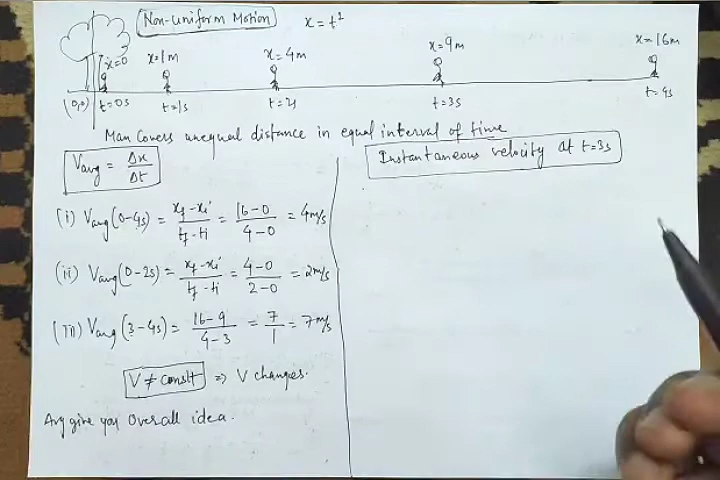 Non-Uniform Motion x = t²
x=0 x=1m x=4m x=9m x=16m
(0,0) t=0s t=1s t=2s t=3s t=4s
Man Covers unequal distance in equal interval of time
Vavg = Δx/Δt
Instantaneous velocity at t=3s
(i) Vavg(0-4s) = xf-xi/tf-ti = 16-0/4-0 = 4m/s
(ii) Vavg(0-2s) = xf-xi/tf-ti = 4-0/2-0 = 2m/s
(iii) Vavg(3-4s) = 16-9/4-3 = 7/1 = 7m/s
V ≠ constt ⇒ V changes.
Avg give you overall idea.